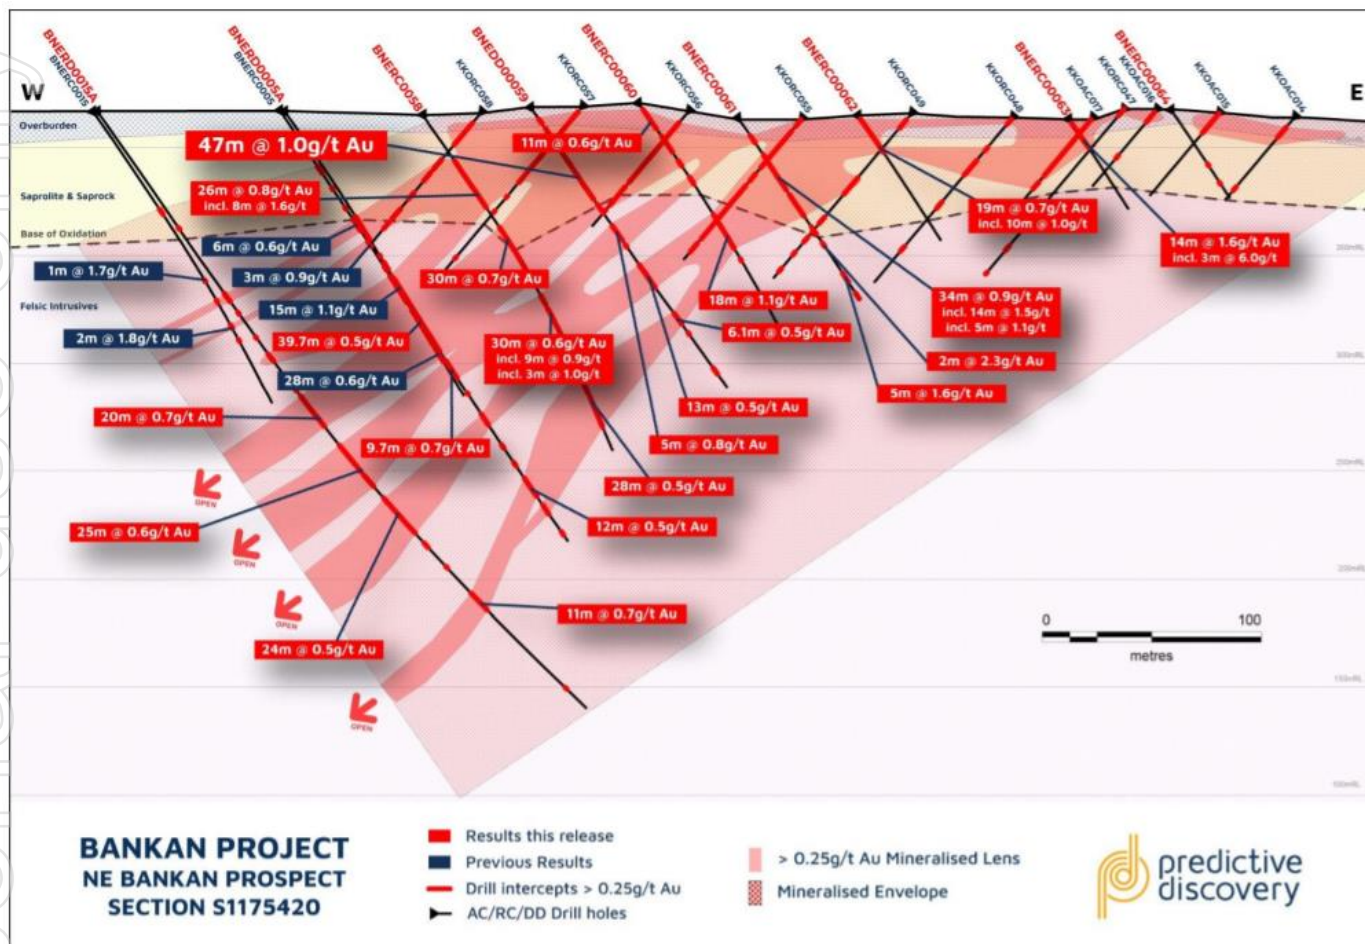 BNERD0015A
BNERC0015
BNERD0005A
BNERC0005
BNERC0058
KKORC058
BNEDD0059
KKORC057
BNERC00060
KKORC056
BNERC00061
KKORC055
BNERC00062
KKORC049
KKORC048
BNERC00063
KKOAC017
KKORC047
KKOAC016
BNERC00064
KKOAC015
KKOAC014
W
E
Overburden
47m @ 1.0g/t Au
11m @ 0.6g/t Au
Saprolite & Saprock
26m @ 0.8g/t Au
incl. 8m @ 1.6g/t
19m @ 0.7g/t Au
incl. 10m @ 1.0g/t
Base of Oxidation
6m @ 0.6g/t Au
14m @ 1.6g/t Au
incl. 3m @ 6.0g/t
1m @ 1.7g/t Au
3m @ 0.9g/t Au
30m @ 0.7g/t Au
Felsic Intrusives
15m @ 1.1g/t Au
18m @ 1.1g/t Au
34m @ 0.9g/t Au
incl. 14m @ 1.5g/t
incl. 5m @ 1.1g/t
2m @ 1.8g/t Au
39.7m @ 0.5g/t Au
30m @ 0.6g/t Au
incl. 9m @ 0.9g/t
incl. 3m @ 1.0g/t
6.1m @ 0.5g/t Au
2m @ 2.3g/t Au
300mRL
28m @ 0.6g/t Au
5m @ 1.6g/t Au
20m @ 0.7g/t Au
13m @ 0.5g/t Au
9.7m @ 0.7g/t Au
5m @ 0.8g/t Au
250mRL
28m @ 0.5g/t Au
OPEN
25m @ 0.6g/t Au
12m @ 0.5g/t Au
OPEN
200mRL
11m @ 0.7g/t Au
OPEN
0 100
metres
24m @ 0.5g/t Au
150mRL
OPEN
100mRL
BANKAN PROJECT
NE BANKAN PROSPECT
SECTION S1175420
Results this release
Previous Results
Drill intercepts > 0.25g/t Au
AC/RC/DD Drill holes
> 0.25g/t Au Mineralised Lens
Mineralised Envelope
predictive
discovery